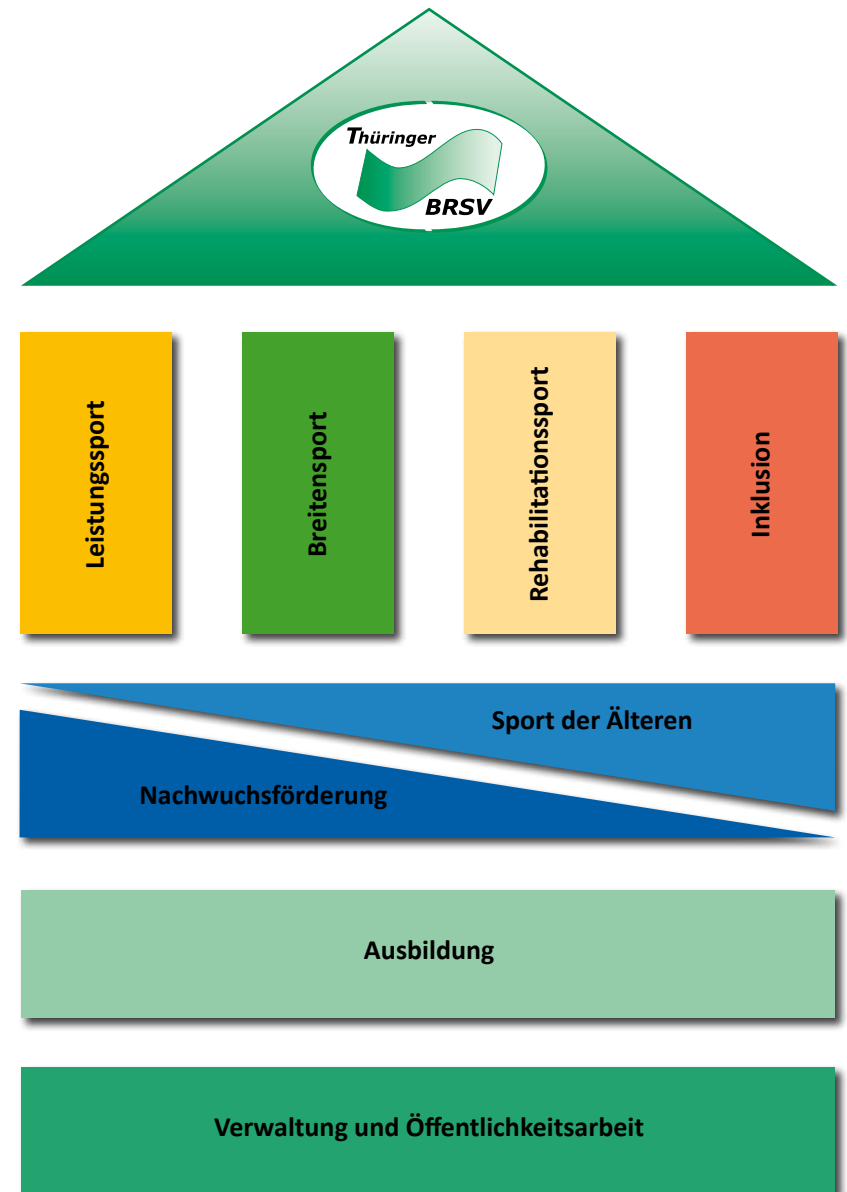 Thüringer
BRSV
Leistungssport
Breitensport
Rehabilitationssport
Inklusion
Sport der Älteren
Nachwuchsförderung
Ausbildung
Verwaltung und Öffentlichkeitsarbeit